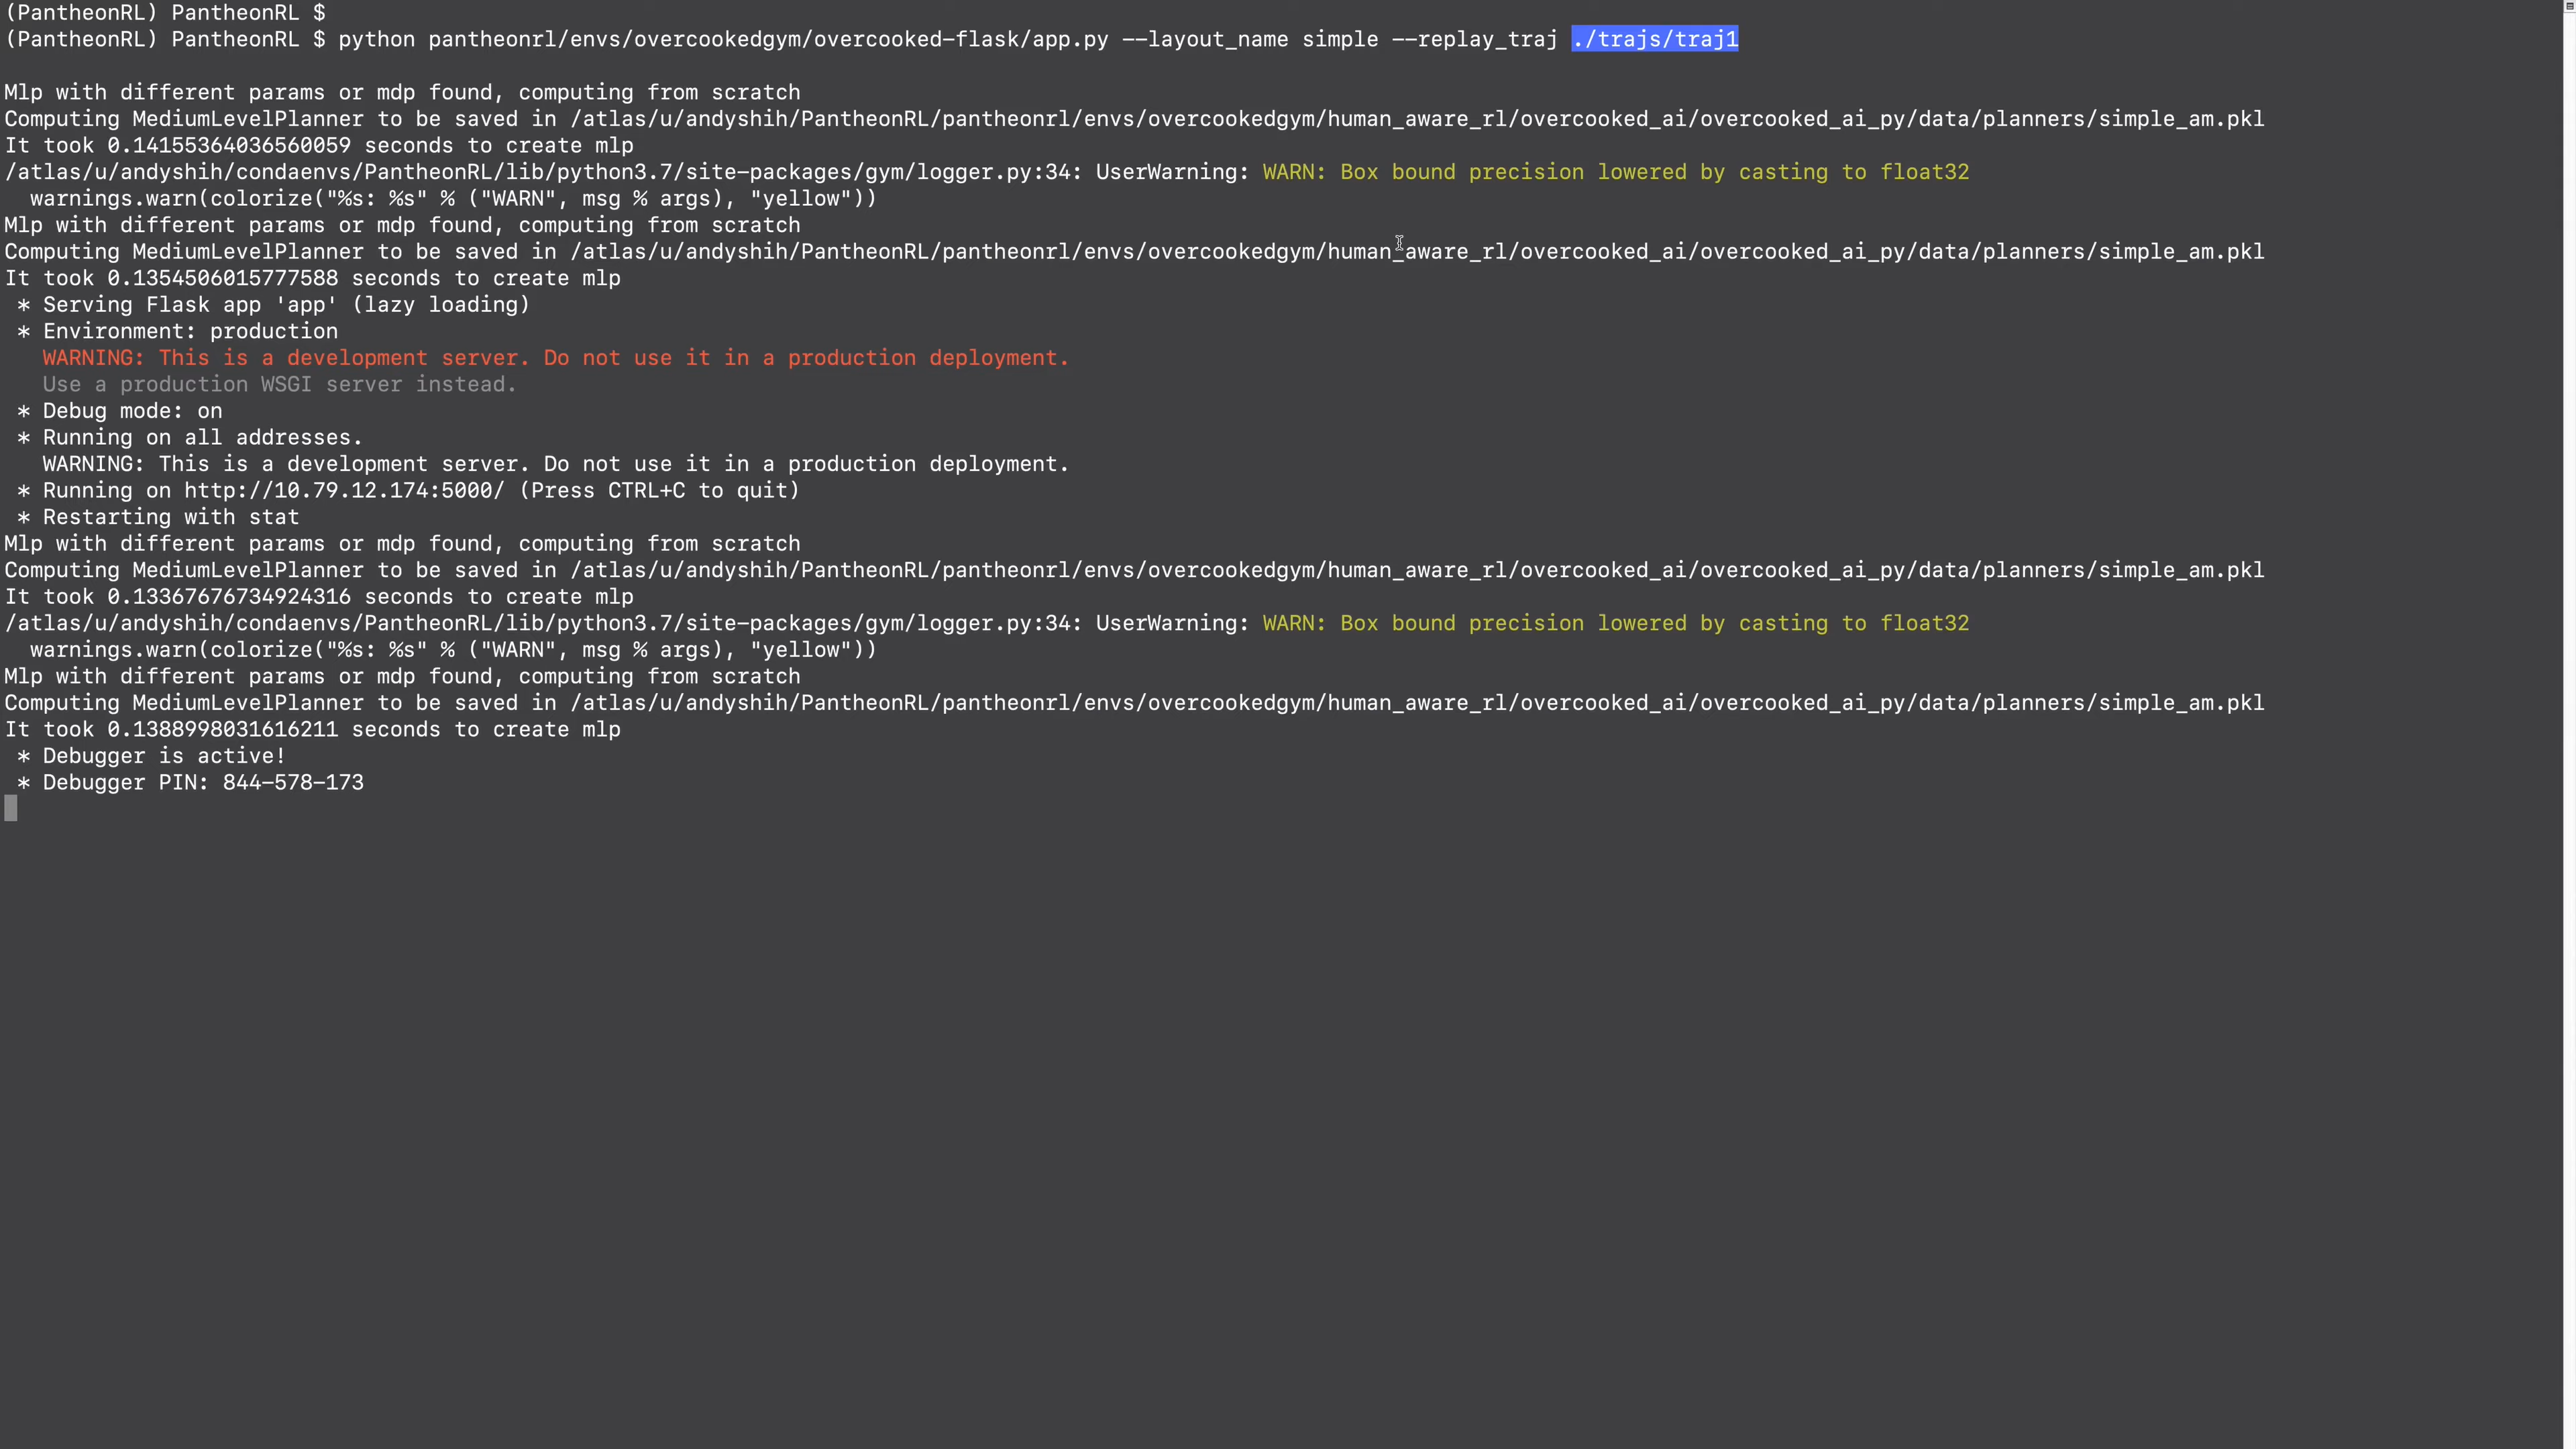 (PantheonRL) PantheonRL $
(PantheonRL) PantheonRL $ python pantheonrl/envs/overcookedgym/overcooked-flask/app.py --layout_name simple --replay_traj ./trajs/traj1
Mlp with different params or mdp found, computing from scratch
Computing MediumLevelPlanner to be saved in /atlas/u/andyshih/PantheonRL/pantheonrl/envs/overcookedgym/human_aware_rl/overcooked_ai/overcooked_ai_py/data/planners/simple_am.pkl
It took 0.14155364036560059 seconds to create mlp
/atlas/u/andyshih/condaenvs/PantheonRL/lib/python3.7/site-packages/gym/logger.py:34: UserWarning: WARN: Box bound precision lowered by casting to float32
  warnings.warn(colorize("%s: %s" % ("WARN", msg % args), "yellow"))
Mlp with different params or mdp found, computing from scratch
Computing MediumLevelPlanner to be saved in /atlas/u/andyshih/PantheonRL/pantheonrl/envs/overcookedgym/human_aware_rl/overcooked_ai/overcooked_ai_py/data/planners/simple_am.pkl
It took 0.1354506015777588 seconds to create mlp
 * Serving Flask app 'app' (lazy loading)
 * Environment: production
   WARNING: This is a development server. Do not use it in a production deployment.
   Use a production WSGI server instead.
 * Debug mode: on
 * Running on all addresses.
   WARNING: This is a development server. Do not use it in a production deployment.
 * Running on http://10.79.12.174:5000/ (Press CTRL+C to quit)
 * Restarting with stat
Mlp with different params or mdp found, computing from scratch
Computing MediumLevelPlanner to be saved in /atlas/u/andyshih/PantheonRL/pantheonrl/envs/overcookedgym/human_aware_rl/overcooked_ai/overcooked_ai_py/data/planners/simple_am.pkl
It took 0.13367676734924316 seconds to create mlp
/atlas/u/andyshih/condaenvs/PantheonRL/lib/python3.7/site-packages/gym/logger.py:34: UserWarning: WARN: Box bound precision lowered by casting to float32
  warnings.warn(colorize("%s: %s" % ("WARN", msg % args), "yellow"))
Mlp with different params or mdp found, computing from scratch
Computing MediumLevelPlanner to be saved in /atlas/u/andyshih/PantheonRL/pantheonrl/envs/overcookedgym/human_aware_rl/overcooked_ai/overcooked_ai_py/data/planners/simple_am.pkl
It took 0.1388998031616211 seconds to create mlp
 * Debugger is active!
 * Debugger PIN: 844-578-173